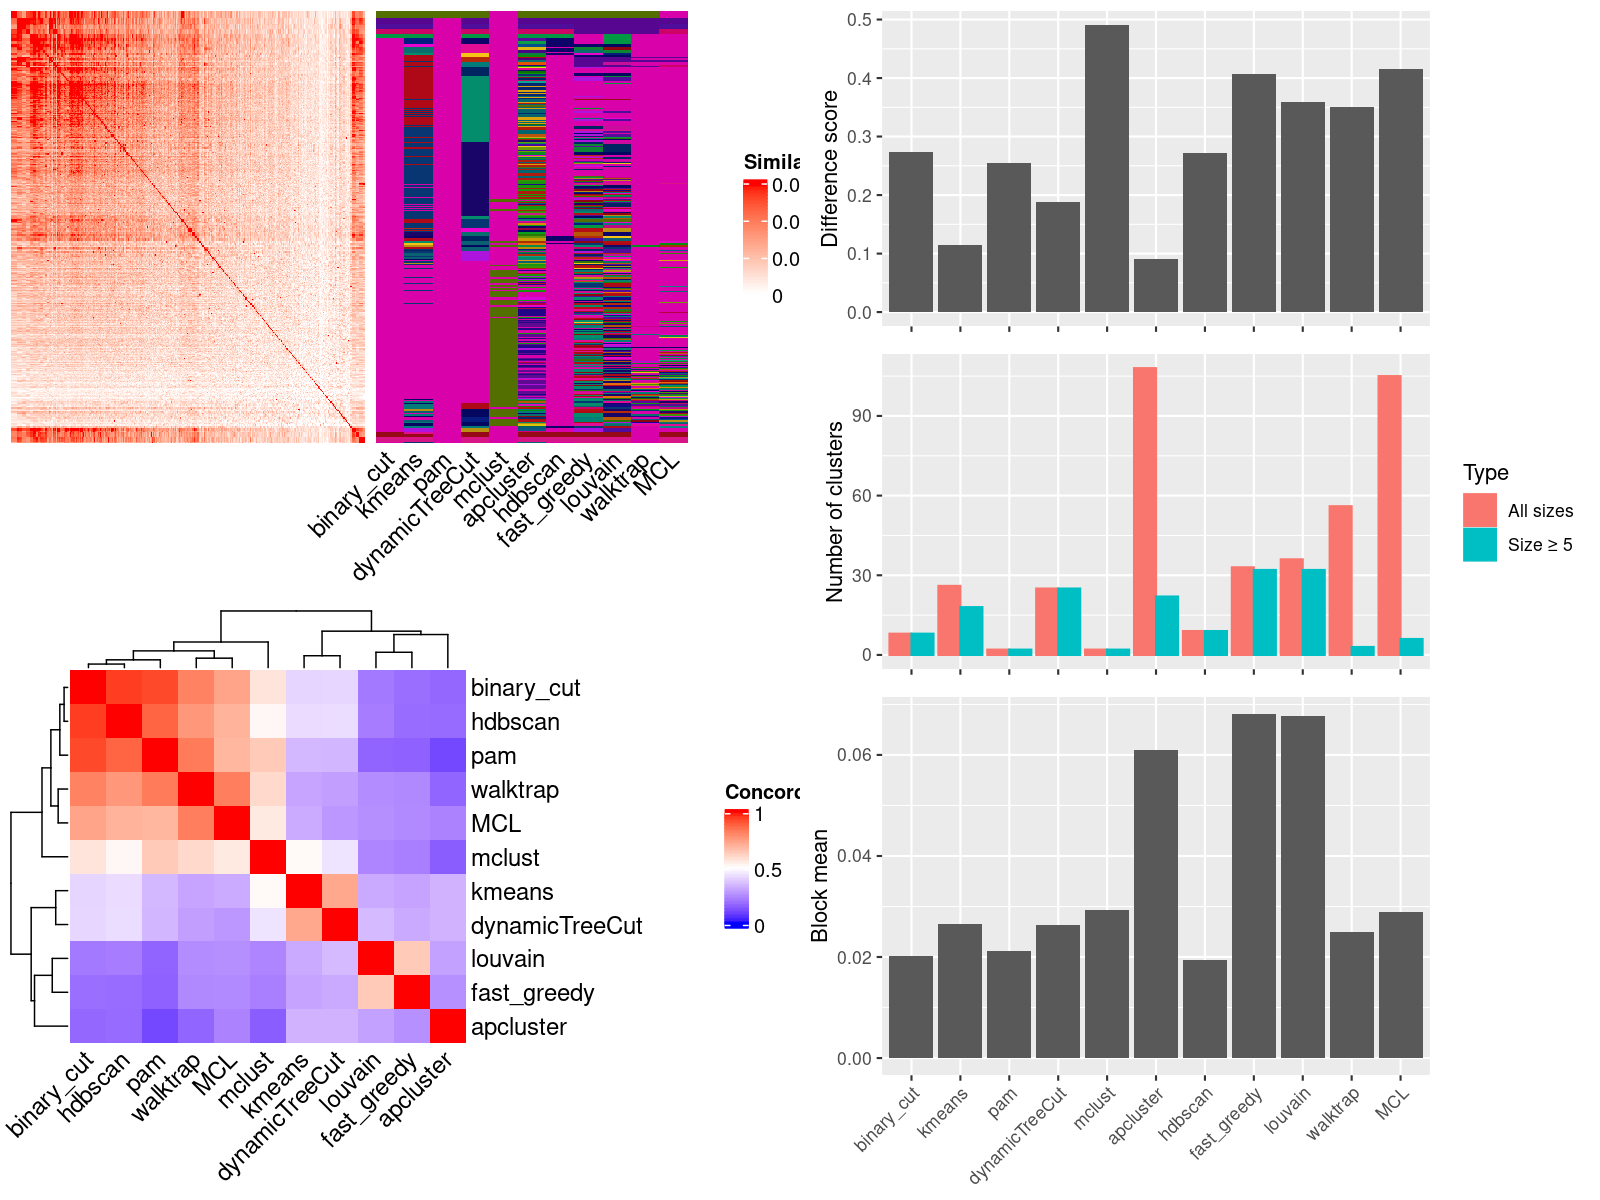 Simila
0.0
0.0
0.0
0
binary_cut
kmeans
pam
dynamicTreeCut
mclust
apcluster
hdbscan
fast_greedy
louvain
walktrap
MCL
binary_cut
hdbscan
pam
walktrap
MCL
mclust
kmeans
dynamicTreeCut
louvain
fast_greedy
apcluster
Concord
1
0.5
0
binary_cut
hdbscan
pam
walktrap
MCL
mclust
kmeans
dynamicTreeCut
louvain
fast_greedy
apcluster
Difference score
0.5
0.4
0.3
0.2
0.1
0.0
Number of clusters
90
60
30
0
Type
All sizes
Size ≥ 5
Block mean
0.06
0.04
0.02
0.00
binary_cut
kmeans
pam
dynamicTreeCut
mclust
apcluster
hdbscan
fast_greedy
louvain
walktrap
MCL